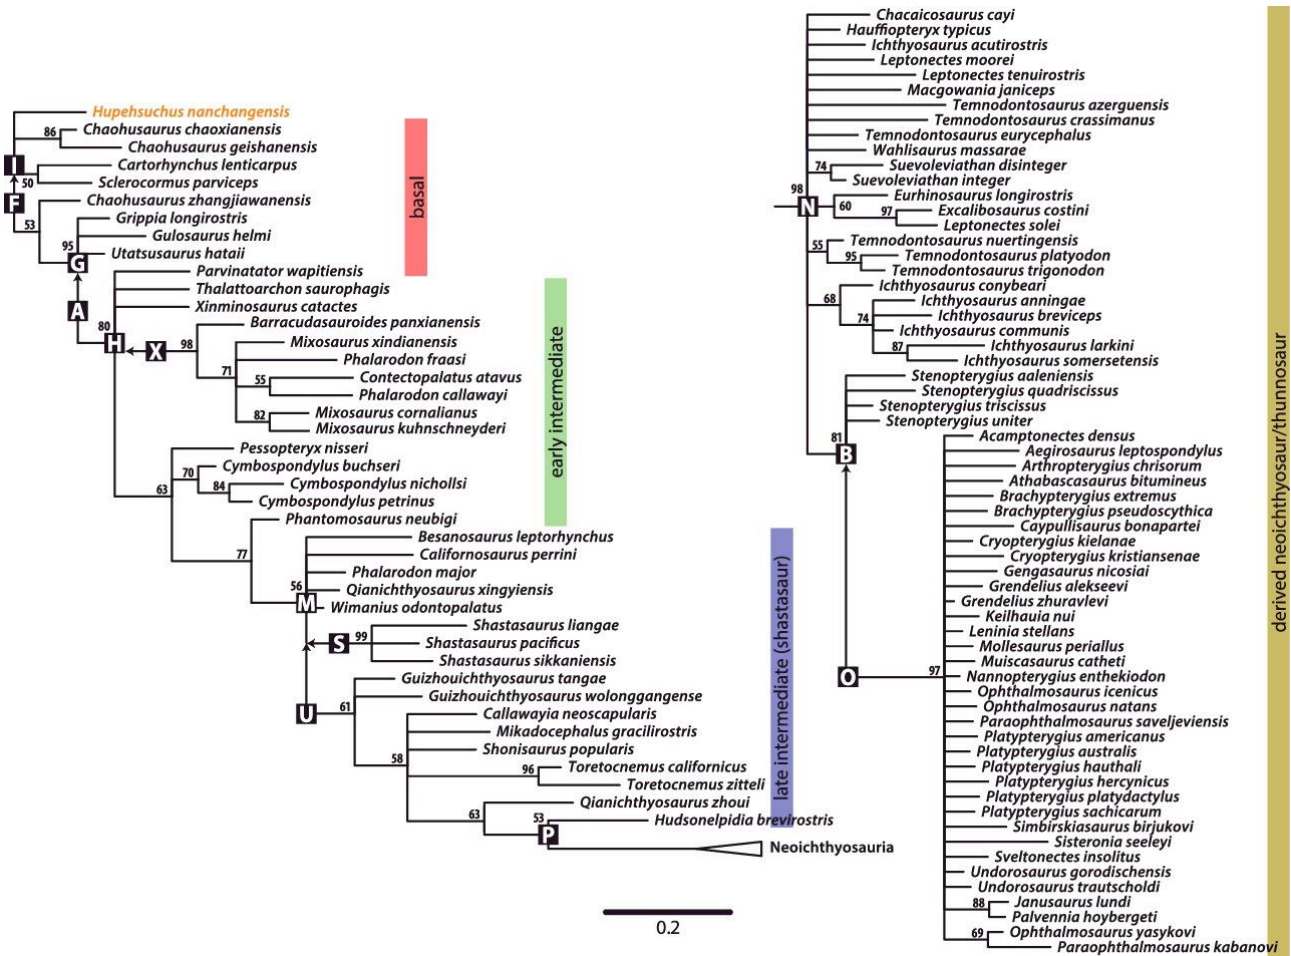 Hupehsuchus nanchangensis
86
Chaohusaurus chaoxianensis
Chaohusaurus geishanensis
I
Cartorhynchus lenticarpus
50
Sclerocormus parviceps
F
Chaohusaurus zhangjiawanensis
53
Grippia longirostris
Gulosaurus helmi
95
Utatsusaurus hataii
G
Parvinatator wapitiensis
Thalattoarchon saurophagis
A
Xinminosaurus catactes
80
H
X
98
Barracudasauroides panxianensis
Mixosaurus xindianensis
Phalarodon fraasi
71
55
Contectopalatus atavus
Phalarodon callawayi
82
Mixosaurus cornalianus
Mixosaurus kuhnschneyderi
Pessopteryx nisseri
63
70
Cymbospondylus buchseri
84
Cymbospondylus nichollsi
Cymbospondylus petrinus
Phantomosaurus neubigi
77
Besanosaurus leptorhynchus
Californosaurus perrini
Phalarodon major
56
Qianichthyosaurus xingyiensis
M
Wimanius odontopalatus
Shastasaurus liangae
S
99
Shastasaurus pacificus
Shastasaurus sikkaniensis
Guizhouichthyosaurus tangae
Guizhouichthyosaurus wolonggangense
U
61
Callawayia neoscapularis
Mikadocephalus gracilirostris
Shonisaurus popularis
58
96
Toretocnemus californicus
Toretocnemus zitteli
Qianichthyosaurus zhoui
63
53
Hudsonelpidia brevirostris
P
Neoichthyosauria
0.2
basal
early intermediate
late intermediate (shastasaur)
Chacaicosaurus cayi
Hauffiopteryx typicus
Ichthyosaurus acutirostris
Leptonectes moorei
Leptonectes tenuirostris
Macgowania janiceps
Temnodontosaurus azerguensis
Temnodontosaurus crassimanus
Temnodontosaurus eurycephalus
Wahlisaurus massarae
74
Suevoleviathan disinteger
Suevoleviathan integer
98
N
Eurhinosaurus longirostris
60
97
Excalibosaurus costini
Leptonectes solei
55
Temnodontosaurus nuertingensis
95
Temnodontosaurus platyodon
Temnodontosaurus trigonodon
Ichthyosaurus conybeari
68
Ichthyosaurus anningae
74
Ichthyosaurus breviceps
Ichthyosaurus communis
87
Ichthyosaurus larkini
Ichthyosaurus somersetensis
Stenopterygius aaleniensis
Stenopterygius quadriscissus
Stenopterygius triscissus
Stenopterygius uniter
81
B
Acamptonectes densus
Aegirosaurus leptospondylus
Arthropterygius chrisorum
Athabascasaurus bitumineus
Brachypterygius extremus
Brachypterygius pseudoscythica
Caypullisaurus bonapartei
Cryopterygius kielanae
Cryopterygius kristiansenae
Gengasaurus nicosiai
Grendelius alekseevi
Grendelius zhuravlevi
Keilhauia nui
Leninia stellans
Mollesaurus periallus
Muiscasaurus catheti
O
97
Nannopterygius enthekiodon
Ophthalmosaurus icenicus
Ophthalmosaurus natans
Paraophthalmosaurus saveljeviensis
Platypterygius americanus
Platypterygius australis
Platypterygius hauthali
Platypterygius hercynicus
Platypterygius platydactylus
Platypterygius sachicarum
Simbirskiasaurus birjukovi
Sisteronia seeleyi
Sveltonectes insolitus
Undorosaurus gorodischensis
Undorosaurus trautscholdi
88
Janusaurus lundi
Palvennia hoybergeti
69
Ophthalmosaurus yasykovi
Paraophthalmosaurus kabanovi
derived neoichthyosaur/thunnosaur